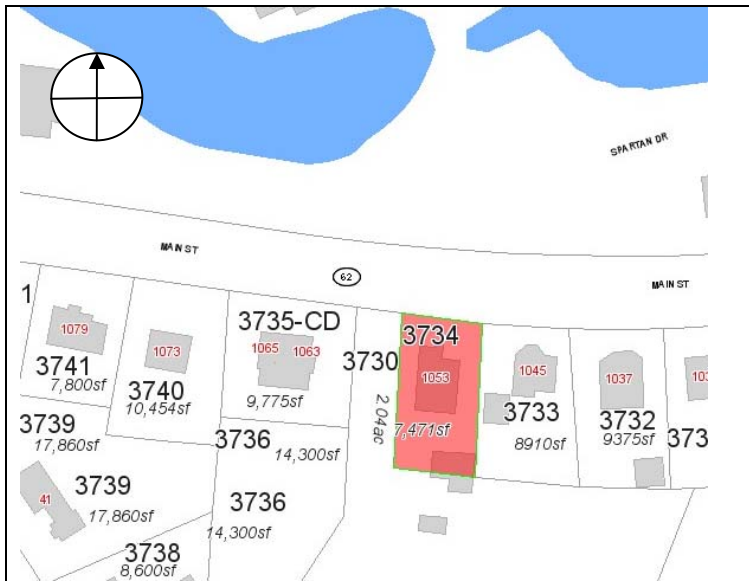 SPARTAN DR
MAIN ST
62
MAIN ST
1
1079
3741
7,800sf
1073
3740
10,454sf
3735-CD
1065 1063
9,775sf
3730
2.04ac
3734
1053
7,471sf
1045
3733
8910sf
1037
3732
9375sf
103
373
3739
17,860sf
3736
14,300sf
41
3739
17,860sf
3736
14,300sf
3738
8,600sf